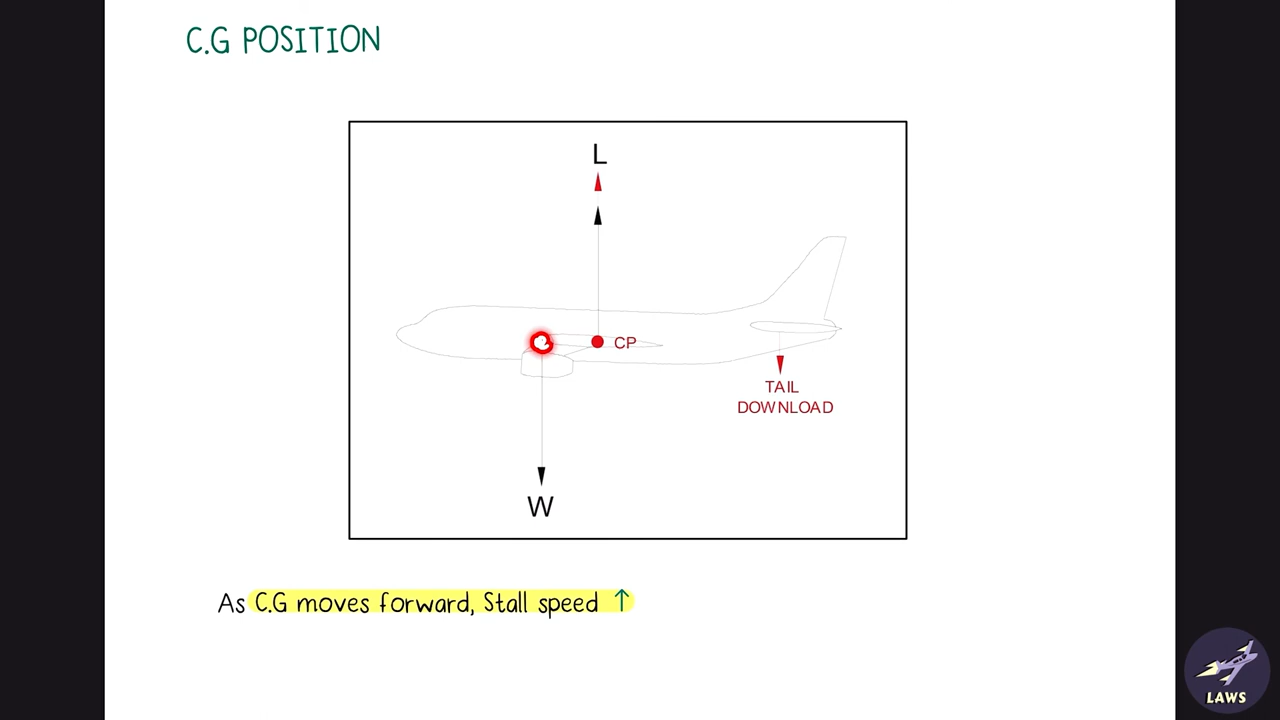 C.G POSITION
L
CP
TAIL
DOWNLOAD
W
As C.G moves forward, Stall speed ↑
LAWS